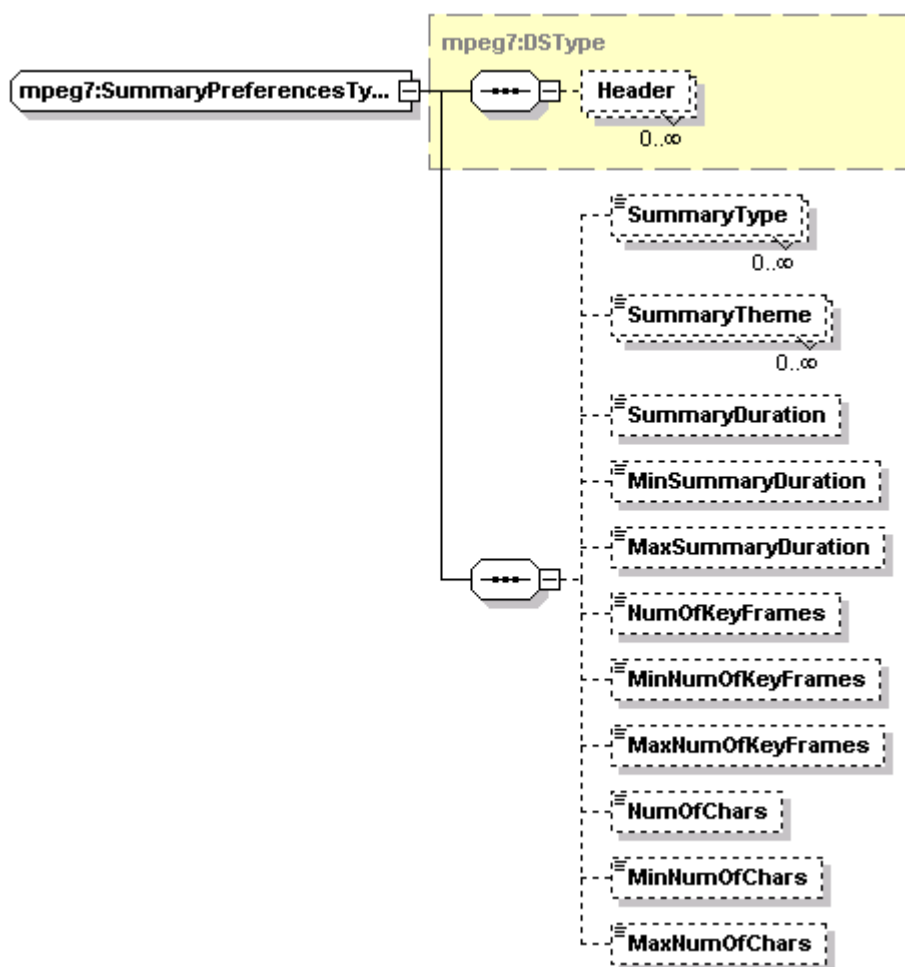 mpeg7:DSType
mpeg7:SummaryPreferencesTy...
Header
0..∞
SummaryType
0..∞
SummaryTheme
0..∞
SummaryDuration
MinSummaryDuration
MaxSummaryDuration
NumOfKeyFrames
MinNumOfKeyFrames
MaxNumOfKeyFrames
NumOfChars
MinNumOfChars
MaxNumOfChars